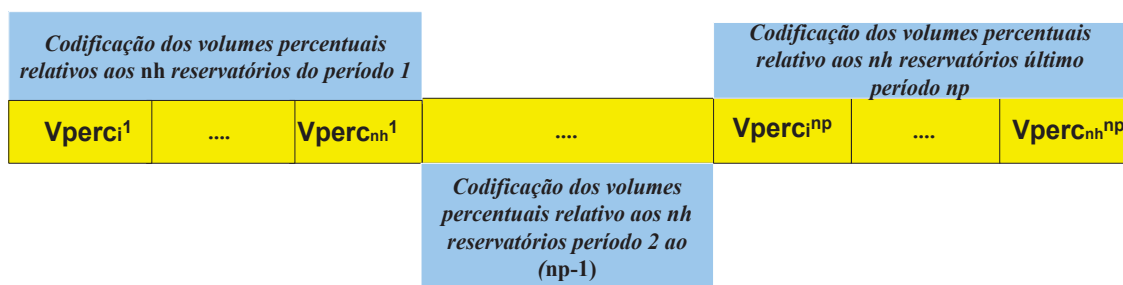 Codificação dos volumes percentuais
relativos aos nh reservatórios do período 1
Codificação dos volumes percentuais
relativo aos nh reservatórios último
período np
Vperci¹ .... Vpercnh¹ .... Vpercinp .... Vpercnhnp
Codificação dos volumes
percentuais relativo aos nh
reservatórios período 2 ao
(np-1)